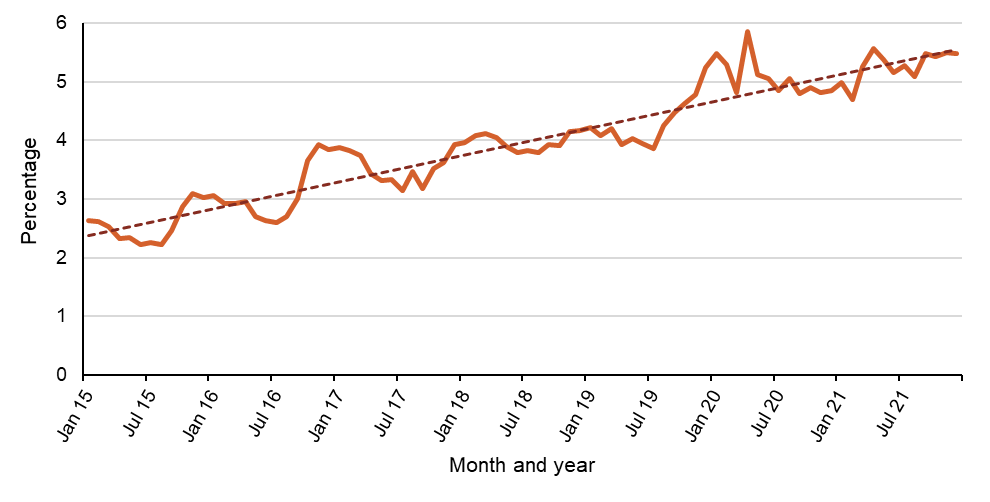 Percentage
6
5
4
3
2
1
0
Jan 15
Jul 15
Jan 16
Jul 16
Jan 17
Jul 17
Jan 18
Jul 18
Jan 19
Jul 19
Jan 20
Jul 20
Jan 21
Jul 21
Month and year